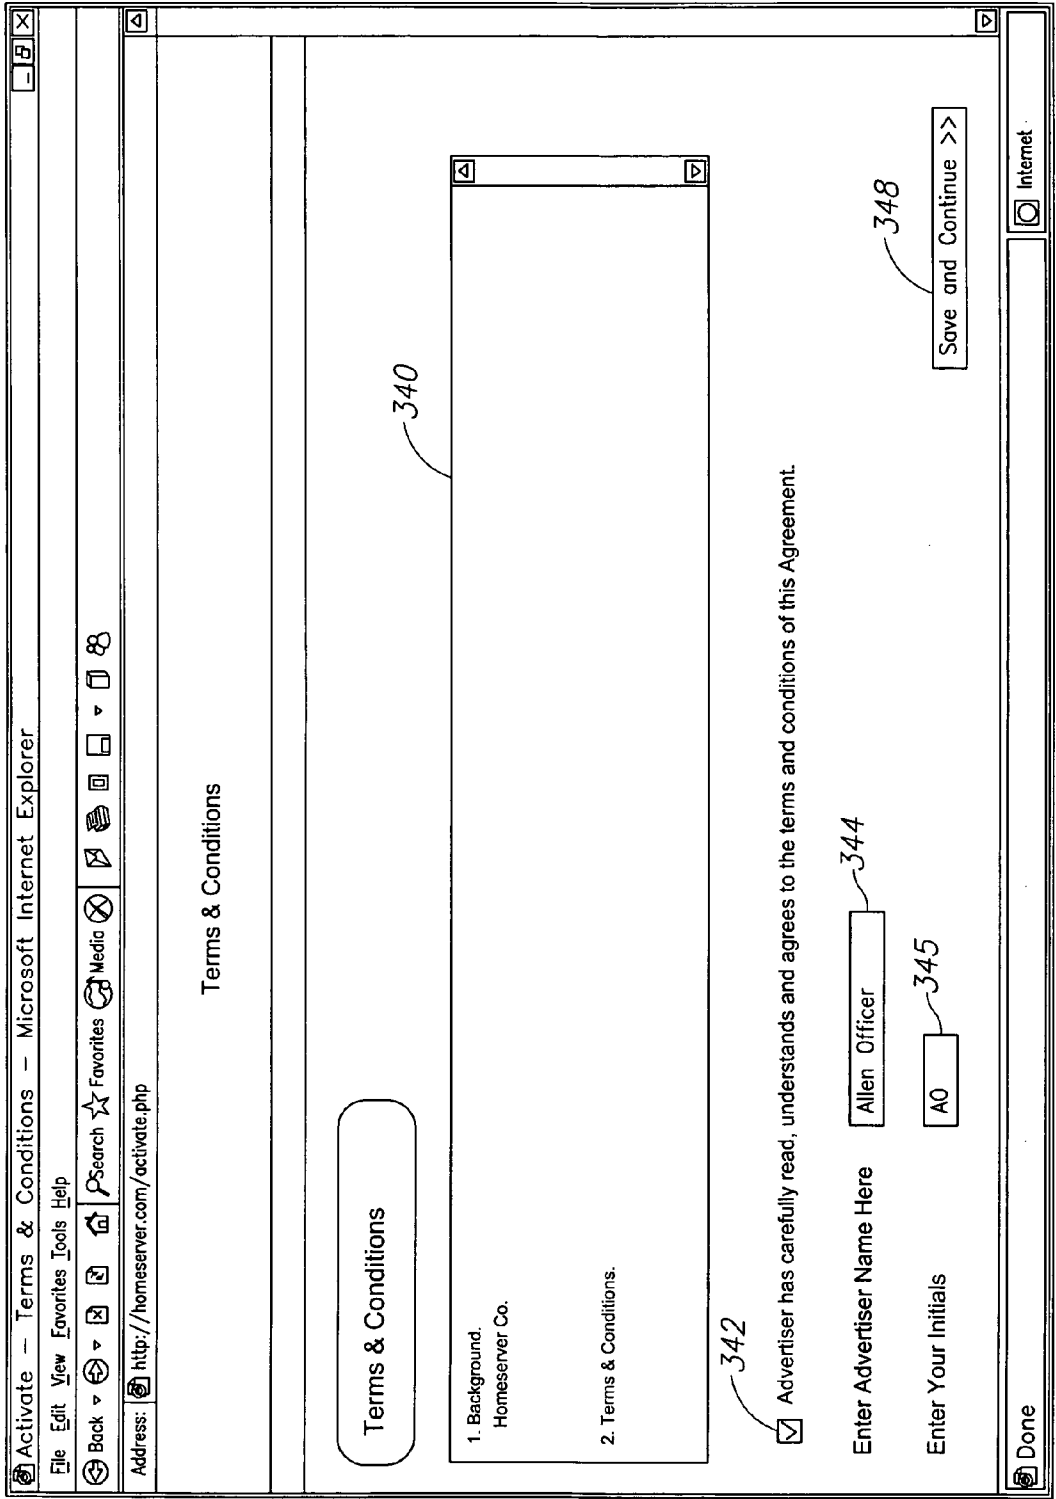 Activate – Terms & Conditions – Microsoft Internet Explorer
File Edit View Favorites Tools Help
Back Search Favorites Media
Address: http://homeserver.com/activate.php
Terms & Conditions
Terms & Conditions
340
1. Background.
Homeserver Co.
2. Terms & Conditions.
342
Advertiser has carefully read, understands and agrees to the terms and conditions of this Agreement.
Enter Advertiser Name Here Allen Officer 344
348
Enter Your Initials AO 345
Save and Continue >>
Done Internet